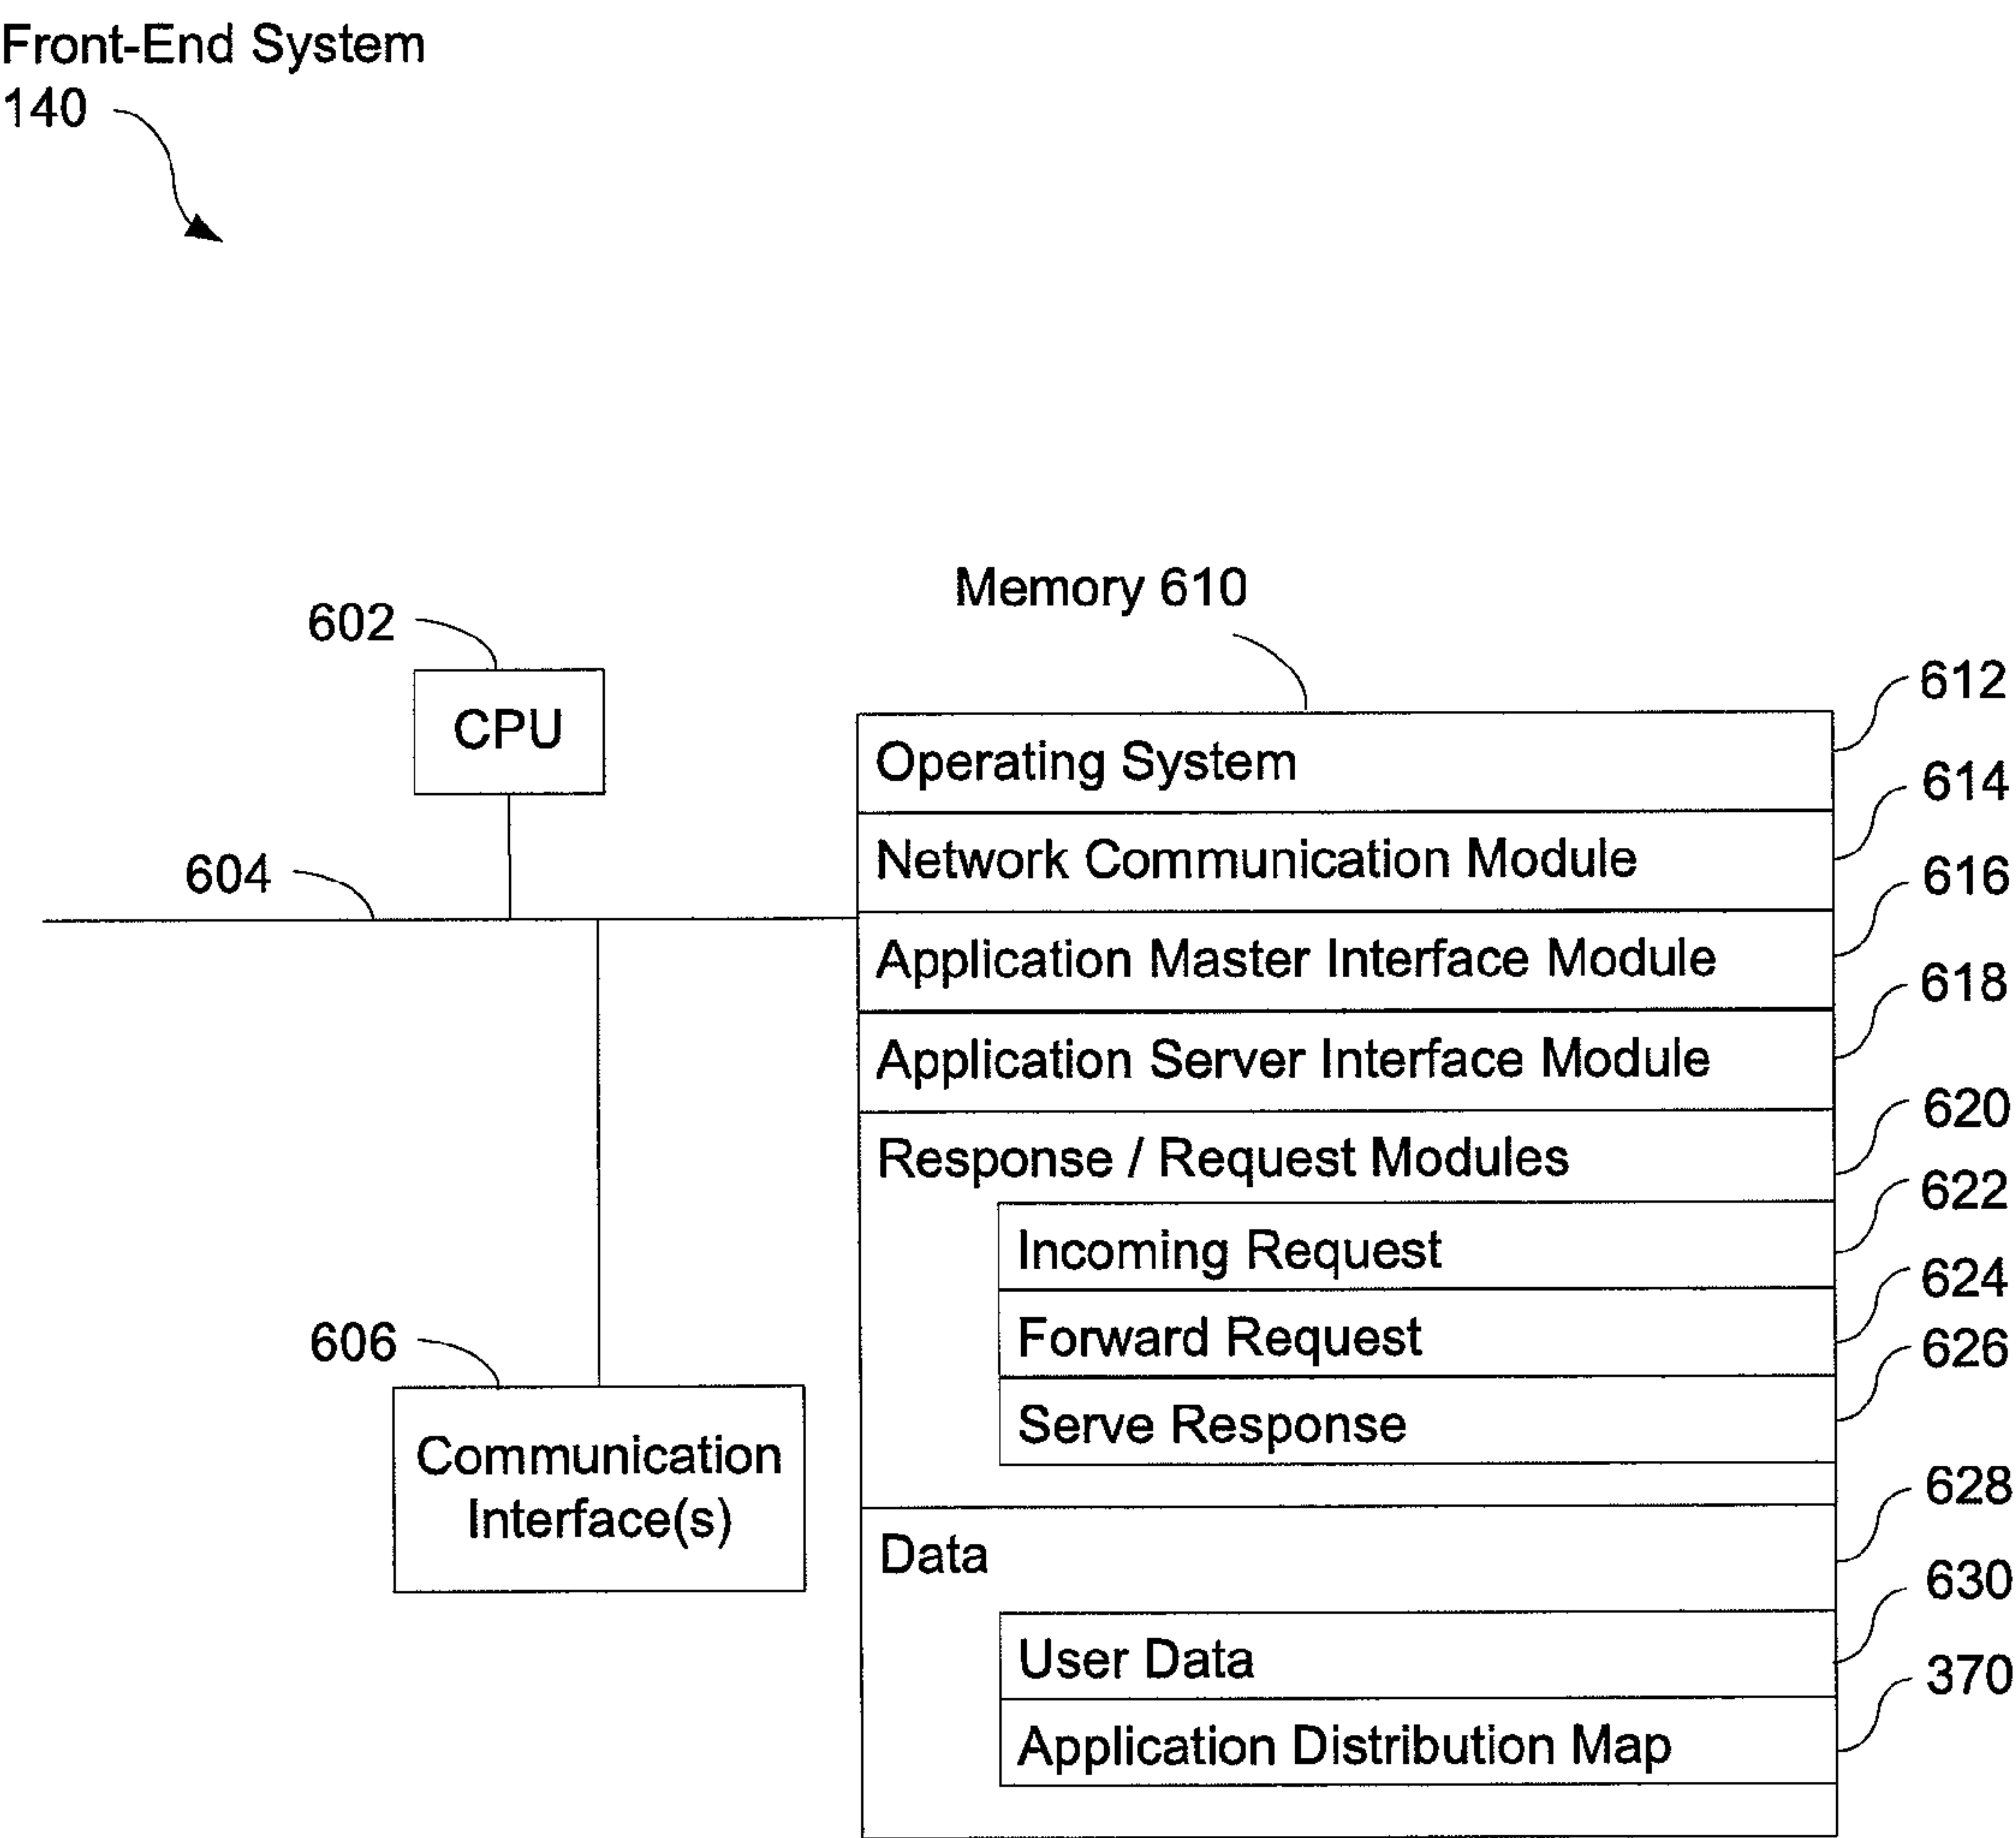 Front-End System
140
Memory 610
602
CPU
604
606
Communication
Interface(s)
Operating System
612
Network Communication Module
614
Application Master Interface Module
616
Application Server Interface Module
618
Response / Request Modules
620
Incoming Request
622
Forward Request
624
Serve Response
626
Data
628
User Data
630
Application Distribution Map
370